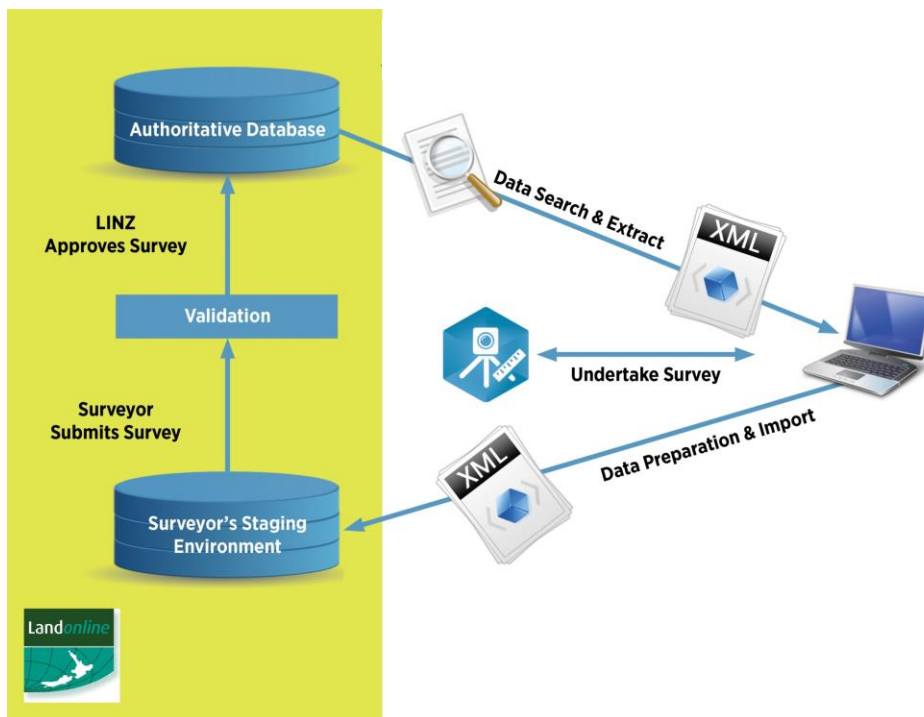 Authoritative Database
LINZ
Approves Survey
Validation
Surveyor
Submits Survey
Surveyor's Staging
Environment
Landonline
Data Search & Extract
XML
Undertake Survey
Data Preparation & Import
XML